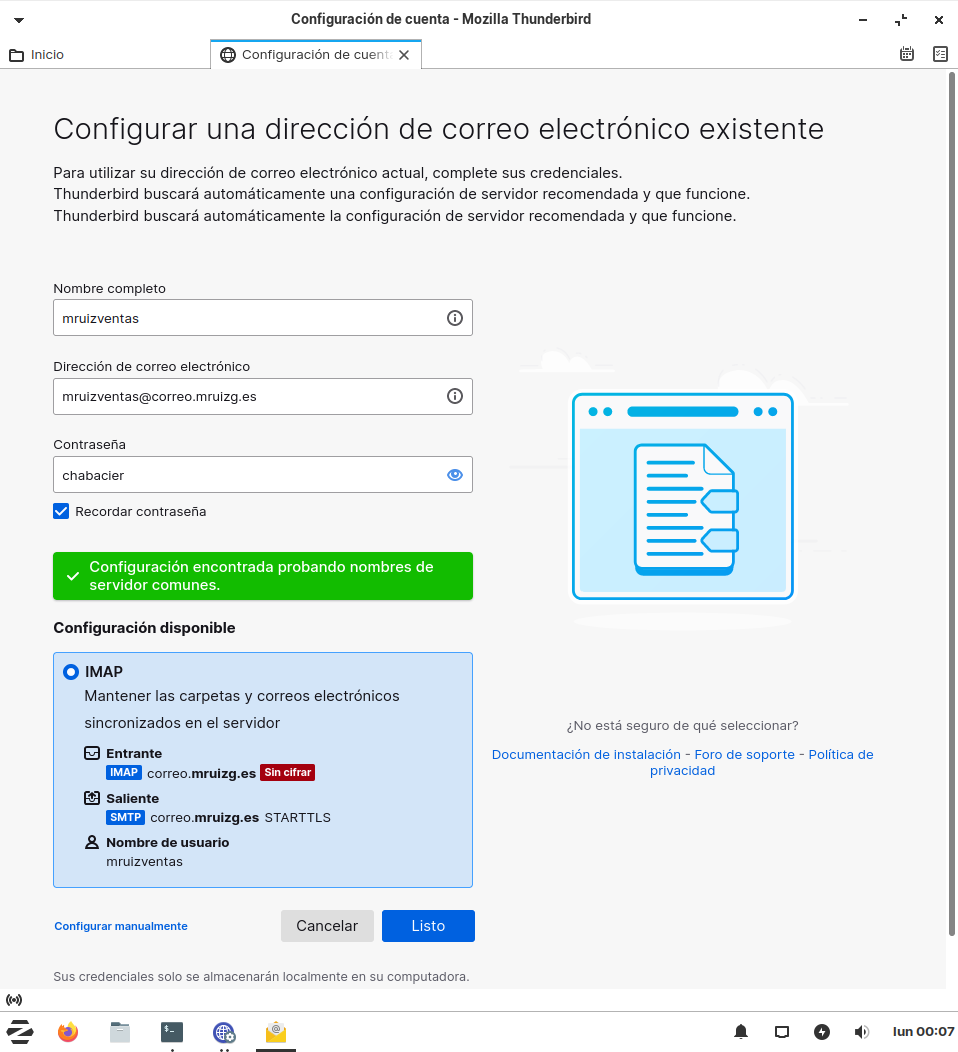 Configuración de cuenta - Mozilla Thunderbird
Inicio
Configuración de cuent
Configurar una dirección de correo electrónico existente
Para utilizar su dirección de correo electrónico actual, complete sus credenciales.
Thunderbird buscará automáticamente una configuración de servidor recomendada y que funcione.
Thunderbird buscará automáticamente la configuración de servidor recomendada y que funcione.
Nombre completo
mruizventas
Dirección de correo electrónico
mruizventas@correo.mruizg.es
Contraseña
chabacier
Recordar contraseña
Configuración encontrada probando nombres de
servidor comunes.
Configuración disponible
IMAP
Mantener las carpetas y correos electrónicos
sincronizados en el servidor
Entrante
IMAP correo.mruizg.es Sin cifrar
Saliente
SMTP correo.mruizg.es STARTTLS
Nombre de usuario
mruizventas
¿No está seguro de qué seleccionar?
Documentación de instalación - Foro de soporte - Política de
privacidad
Configurar manualmente
Cancelar
Listo
Sus credenciales solo se almacenarán localmente en su computadora.
lun 00:07